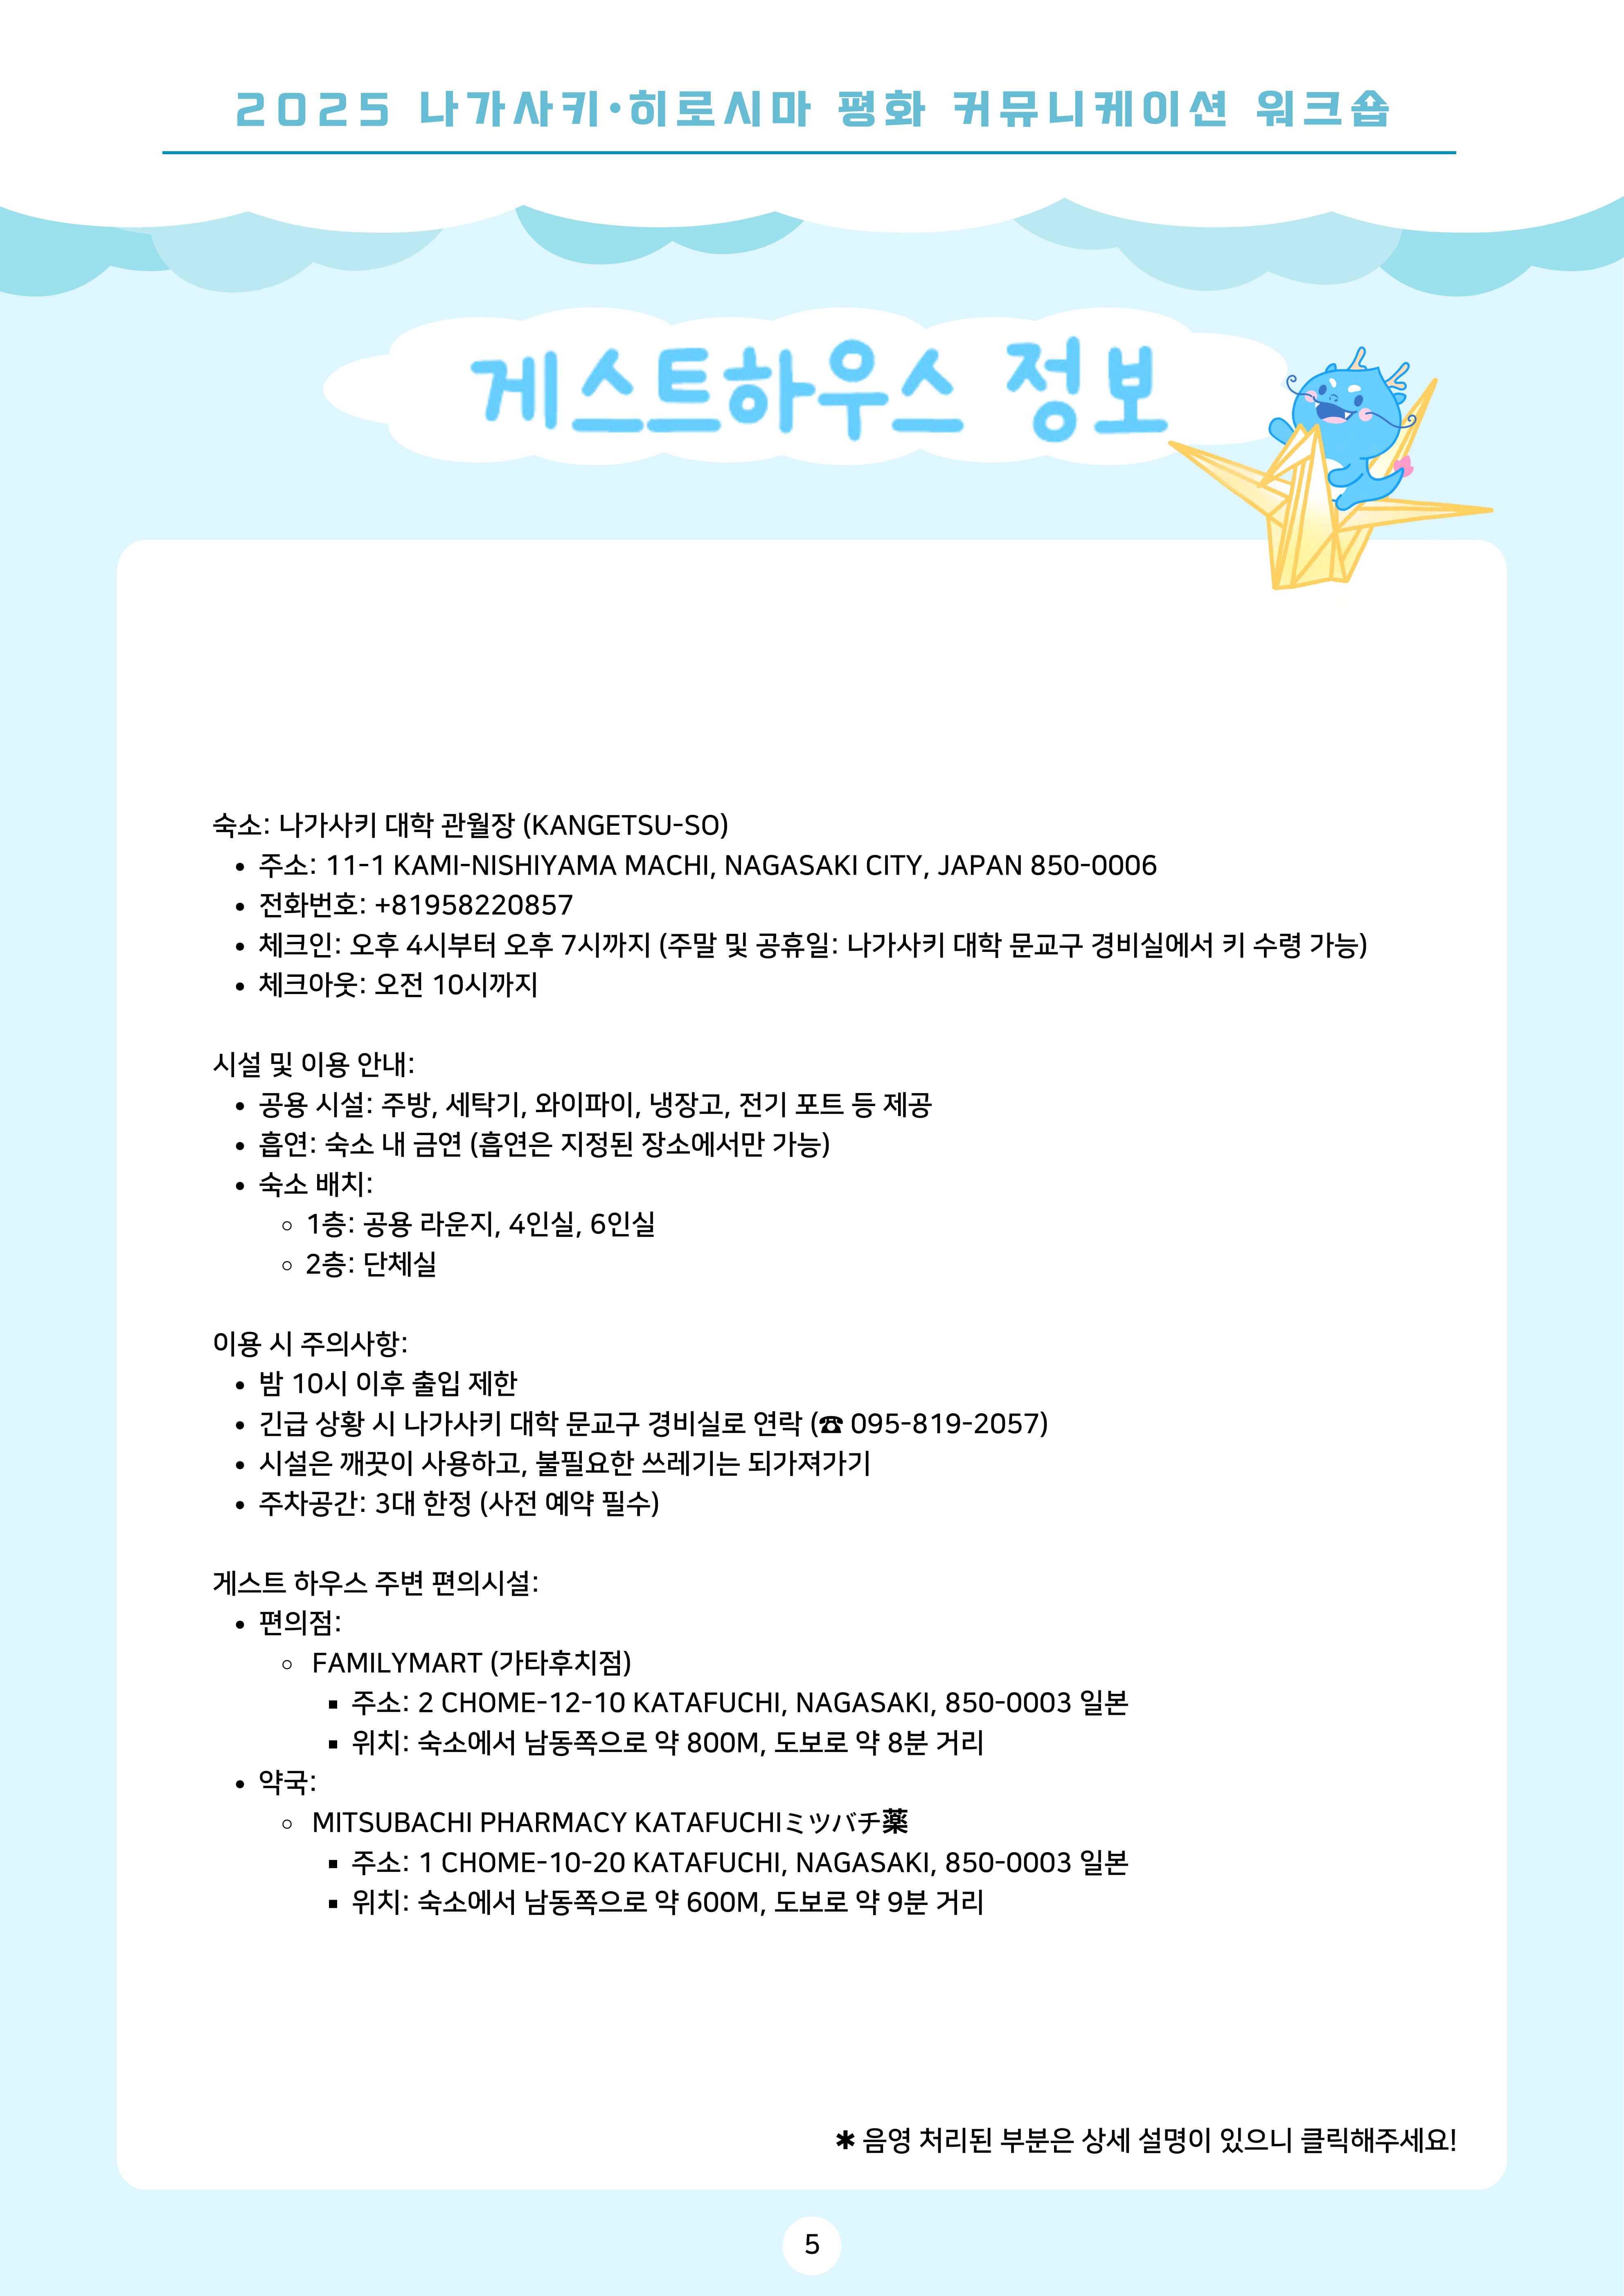 2025 나가사키•히로시마 평화 커뮤니케이션 워크숍
게스트하우스 정보
숙소: 나가사키 대학 관월장 (KANGETSU-SO)
• 주소: 11-1 KAMI-NISHIYAMA MACHI, NAGASAKI CITY, JAPAN 850-0006
• 전화번호: +81958220857
• 체크인: 오후 4시부터 오후 7시까지 (주말 및 공휴일: 나가사키 대학 문교구 경비실에서 키 수령 가능)
• 체크아웃: 오전 10시까지
시설 및 이용 안내:
• 공용 시설: 주방, 세탁기, 와이파이, 냉장고, 전기 포트 등 제공
• 흡연: 숙소 내 금연 (흡연은 지정된 장소에서만 가능)
• 숙소 배치:
◦ 1층: 공용 라운지, 4인실, 6인실
◦ 2층: 단체실
이용 시 주의사항:
• 밤 10시 이후 출입 제한
• 긴급 상황 시 나가사키 대학 문교구 경비실로 연락 (☎ 095-819-2057)
• 시설은 깨끗이 사용하고, 불필요한 쓰레기는 되가져가기
• 주차공간: 3대 한정 (사전 예약 필수)
게스트 하우스 주변 편의시설:
• 편의점:
◦ FAMILYMART (가타후치점)
▪ 주소: 2 CHOME-12-10 KATAFUCHI, NAGASAKI, 850-0003 일본
▪ 위치: 숙소에서 남동쪽으로 약 800M, 도보로 약 8분 거리
• 약국:
◦ MITSUBACHI PHARMACY KATAFUCHIミツバチ薬
▪ 주소: 1 CHOME-10-20 KATAFUCHI, NAGASAKI, 850-0003 일본
▪ 위치: 숙소에서 남동쪽으로 약 600M, 도보로 약 9분 거리
✱ 음영 처리된 부분은 상세 설명이 있으니 클릭해주세요!
5